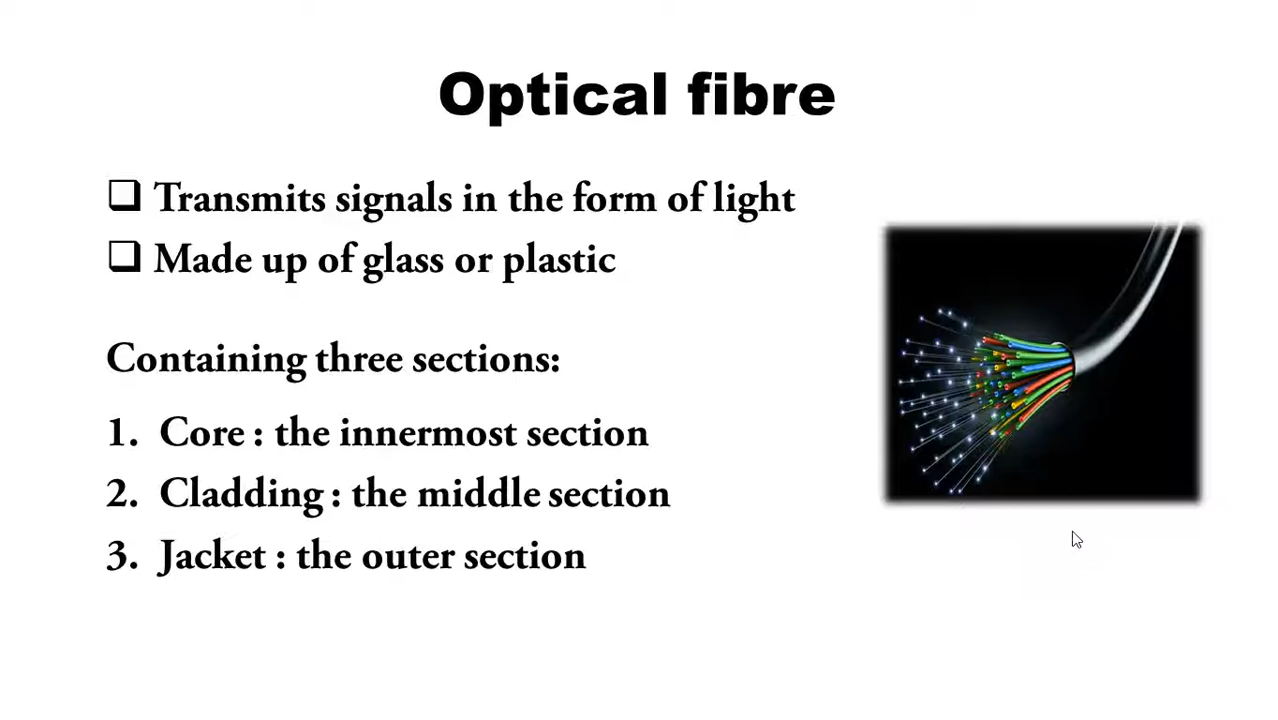 Optical fibre
❑ Transmits signals in the form of light
❑ Made up of glass or plastic
Containing three sections:
1. Core : the innermost section
2. Cladding : the middle section
3. Jacket : the outer section